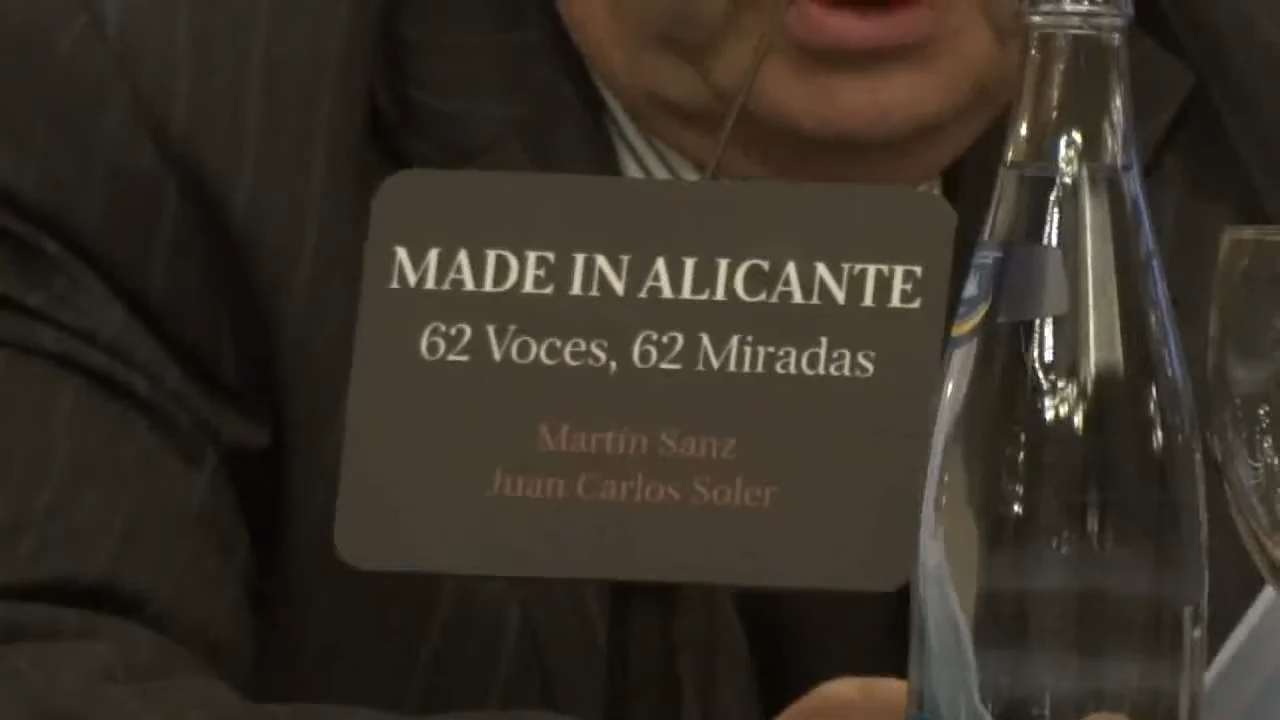 MADE IN ALICANTE
62 Voces, 62 Miradas
Martín Sanz
Juan Carlos Soler